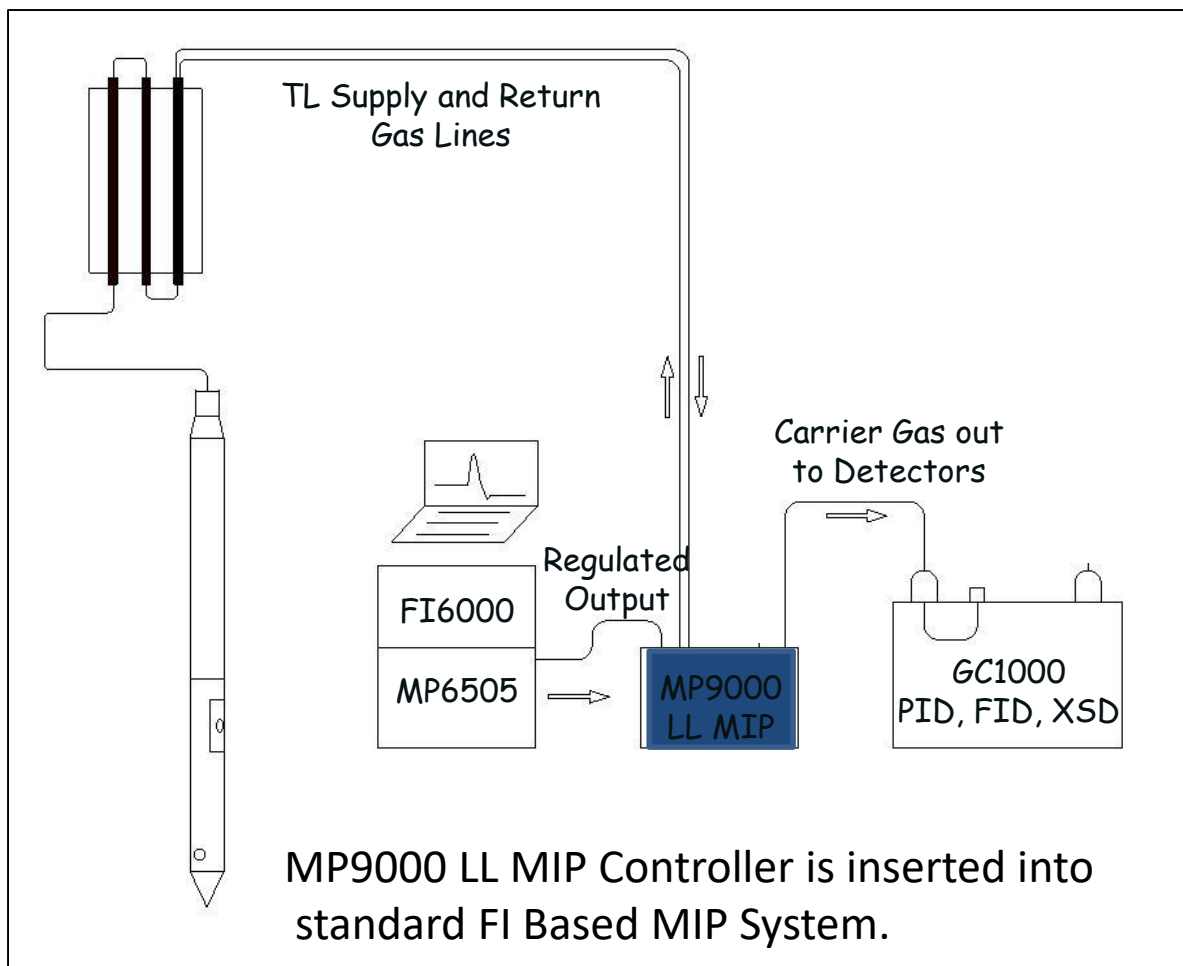 TL Supply and Return
Gas Lines
Carrier Gas out
to Detectors
Regulated
Output
FI6000
MP6505
MP9000
LL MIP
GC1000
PID, FID, XSD
MP9000 LL MIP Controller is inserted into
standard FI Based MIP System.